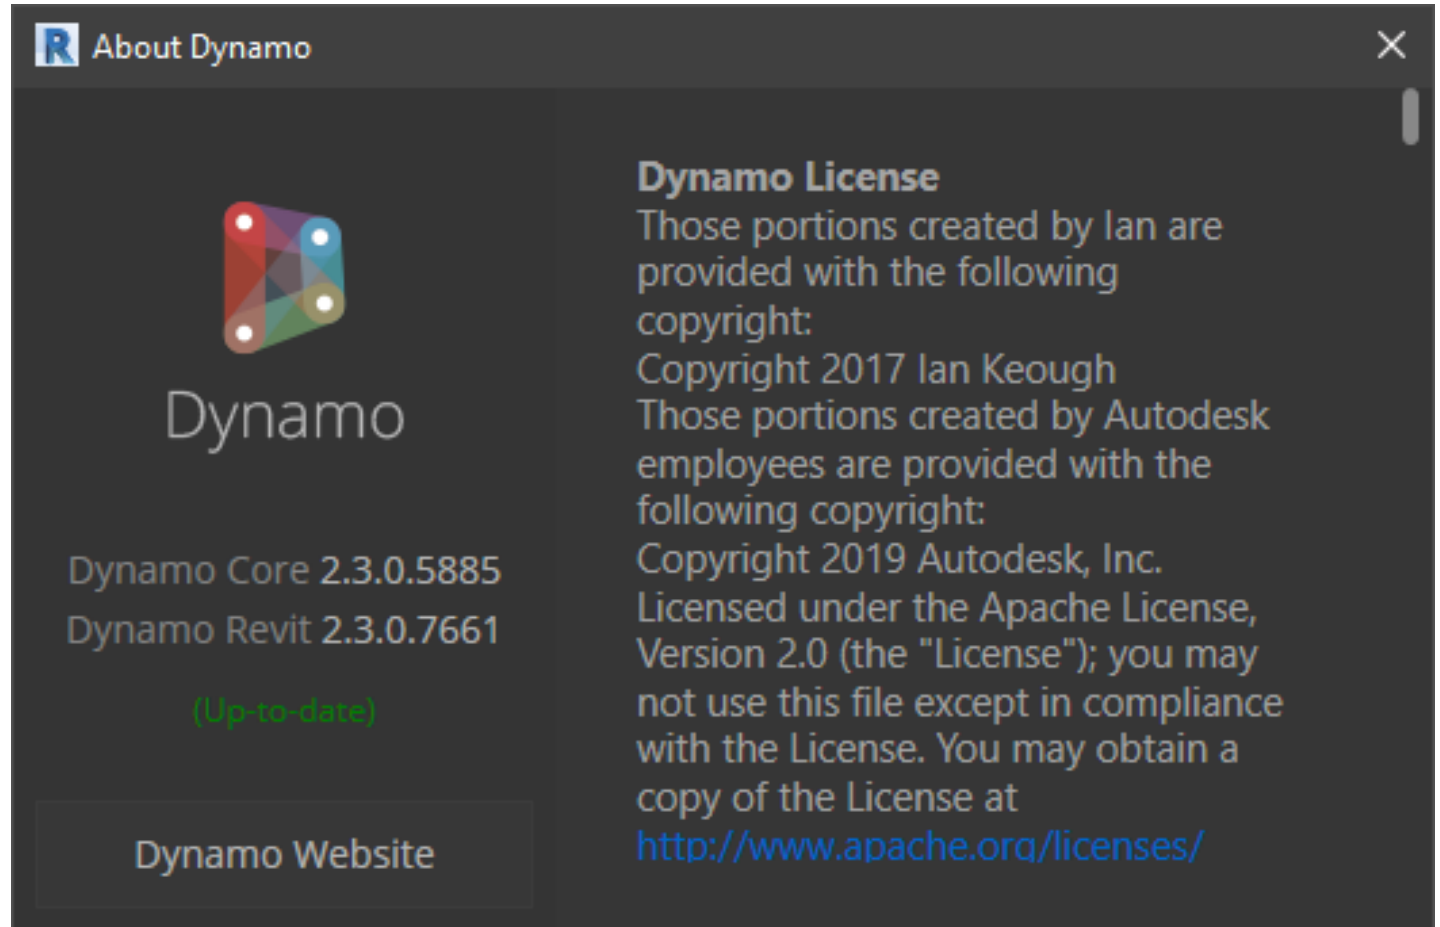 About Dynamo
Dynamo
Dynamo Core 2.3.0.5885
Dynamo Revit 2.3.0.7661
(Up-to-date)
Dynamo Website
Dynamo License
Those portions created by Ian are
provided with the following
copyright:
Copyright 2017 Ian Keough
Those portions created by Autodesk
employees are provided with the
following copyright:
Copyright 2019 Autodesk, Inc.
Licensed under the Apache License,
Version 2.0 (the "License"); you may
not use this file except in compliance
with the License. You may obtain a
copy of the License at
http://www.apache.org/licenses/